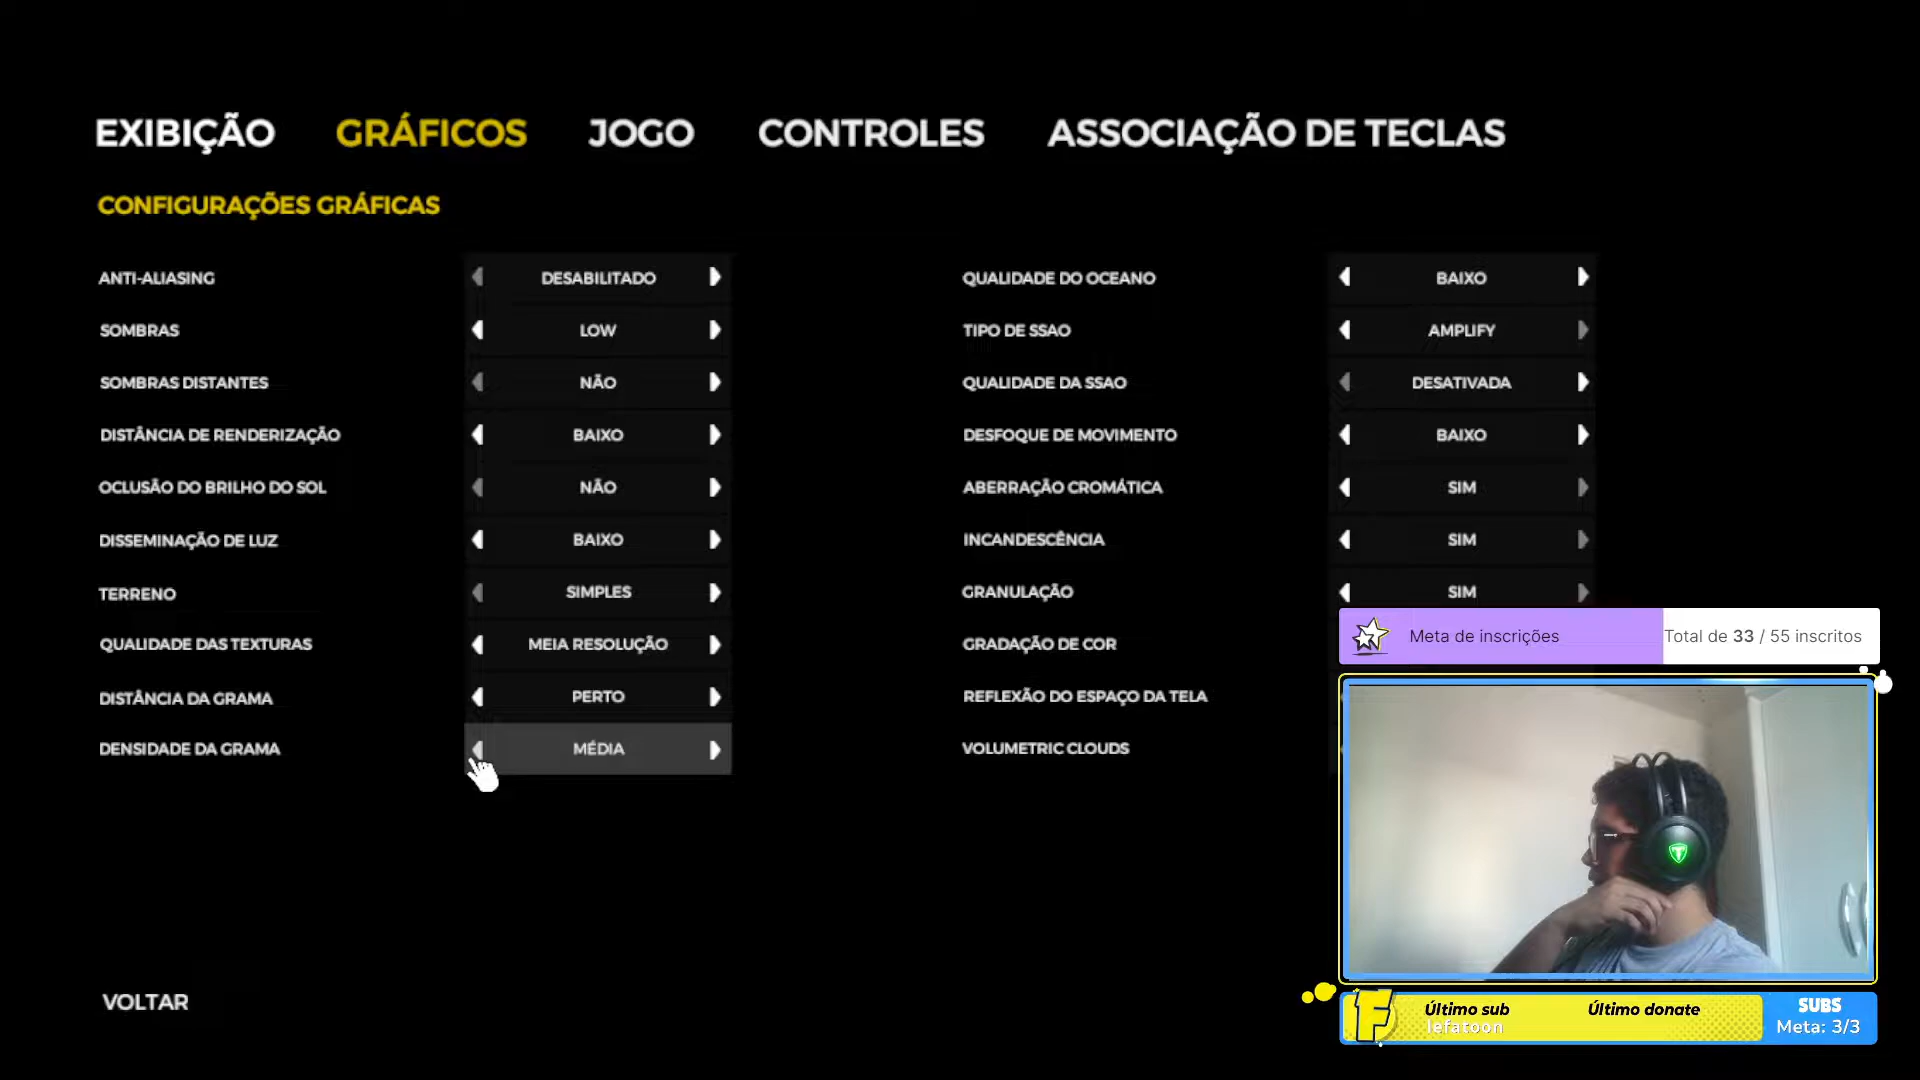 EXIBIÇÃO GRÁFICOS JOGO CONTROLES ASSOCIAÇÃO DE TECLAS
CONFIGURAÇÕES GRÁFICAS
ANTI-ALIASING DESABILITADO
SOMBRAS LOW
SOMBRAS DISTANTES NÃO
DISTÂNCIA DE RENDERIZAÇÃO BAIXO
OCLUSÃO DO BRILHO DO SOL NÃO
DISSEMINAÇÃO DE LUZ BAIXO
TERRENO SIMPLES
QUALIDADE DAS TEXTURAS MEIA RESOLUÇÃO
DISTÂNCIA DA GRAMA PERTO
DENSIDADE DA GRAMA MÉDIA
QUALIDADE DO OCEANO BAIXO
TIPO DE SSAO AMPLIFY
QUALIDADE DA SSAO DESATIVADA
DESFOQUE DE MOVIMENTO BAIXO
ABERRAÇÃO CROMÁTICA SIM
INCANDESCÊNCIA SIM
GRANULAÇÃO SIM
GRADAÇÃO DE COR
REFLEXÃO DO ESPAÇO DA TELA
VOLUMETRIC CLOUDS
Meta de inscrições Total de 33 / 55 inscritos
VOLTAR
F
Último sub Último donate SUBS
lefatoon Meta: 3/3